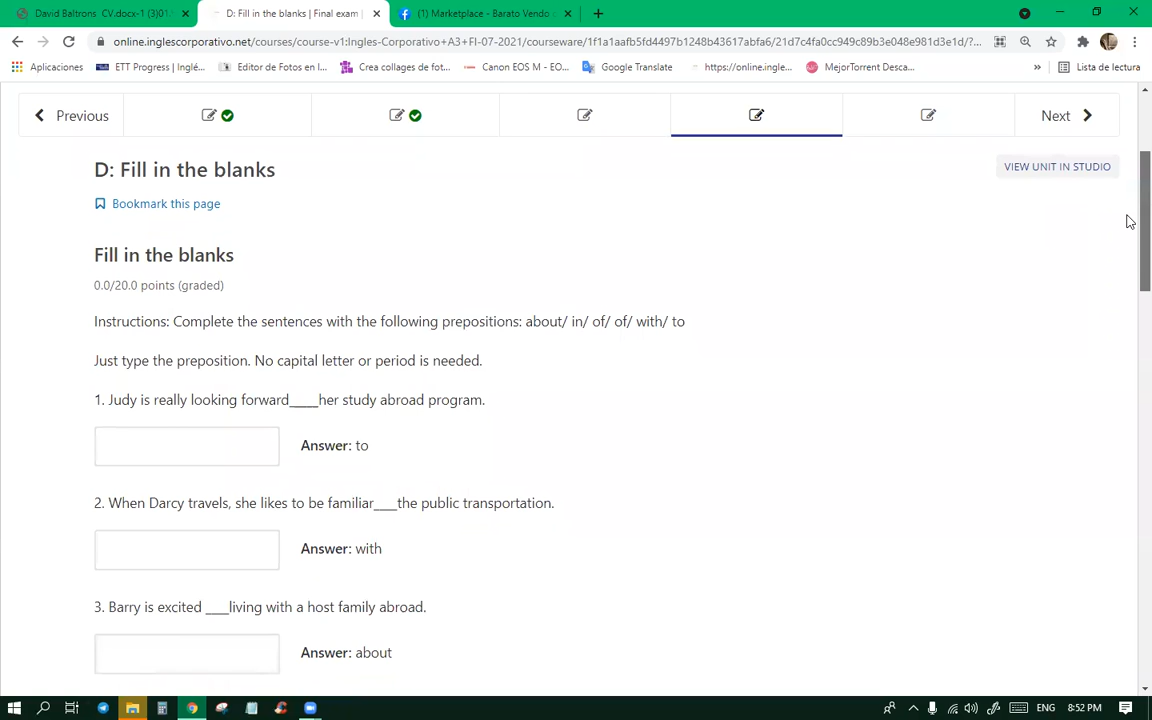 David Baltrons CV.docx-1 (3)01/
D: Fill in the blanks | Final exam |
(1) Marketplace - Barato Vendo
online.inglescorporativo.net/courses/course-v1:Ingles-Corporativo+A3+FI-07-2021/courseware/1f1a1aafb5fd4497b1248b43617abfa6/21d7c4fa0cc949c89b3e048e981d3e1d/?...
Aplicaciones
ETT Progress | Inglé...
Editor de Fotos en l...
Crea collages de fot...
Canon EOS M - EO...
Google Translate
https://online.ingle...
MejorTorrent Desca...
»
Lista de lectura
Previous
Next
D: Fill in the blanks
VIEW UNIT IN STUDIO
Bookmark this page
Fill in the blanks
0.0/20.0 points (graded)
Instructions: Complete the sentences with the following prepositions: about/ in/ of/ of/ with/ to
Just type the preposition. No capital letter or period is needed.
1. Judy is really looking forward____her study abroad program.
Answer: to
2. When Darcy travels, she likes to be familiar___the public transportation.
Answer: with
3. Barry is excited ___living with a host family abroad.
Answer: about
ENG
8:52 PM